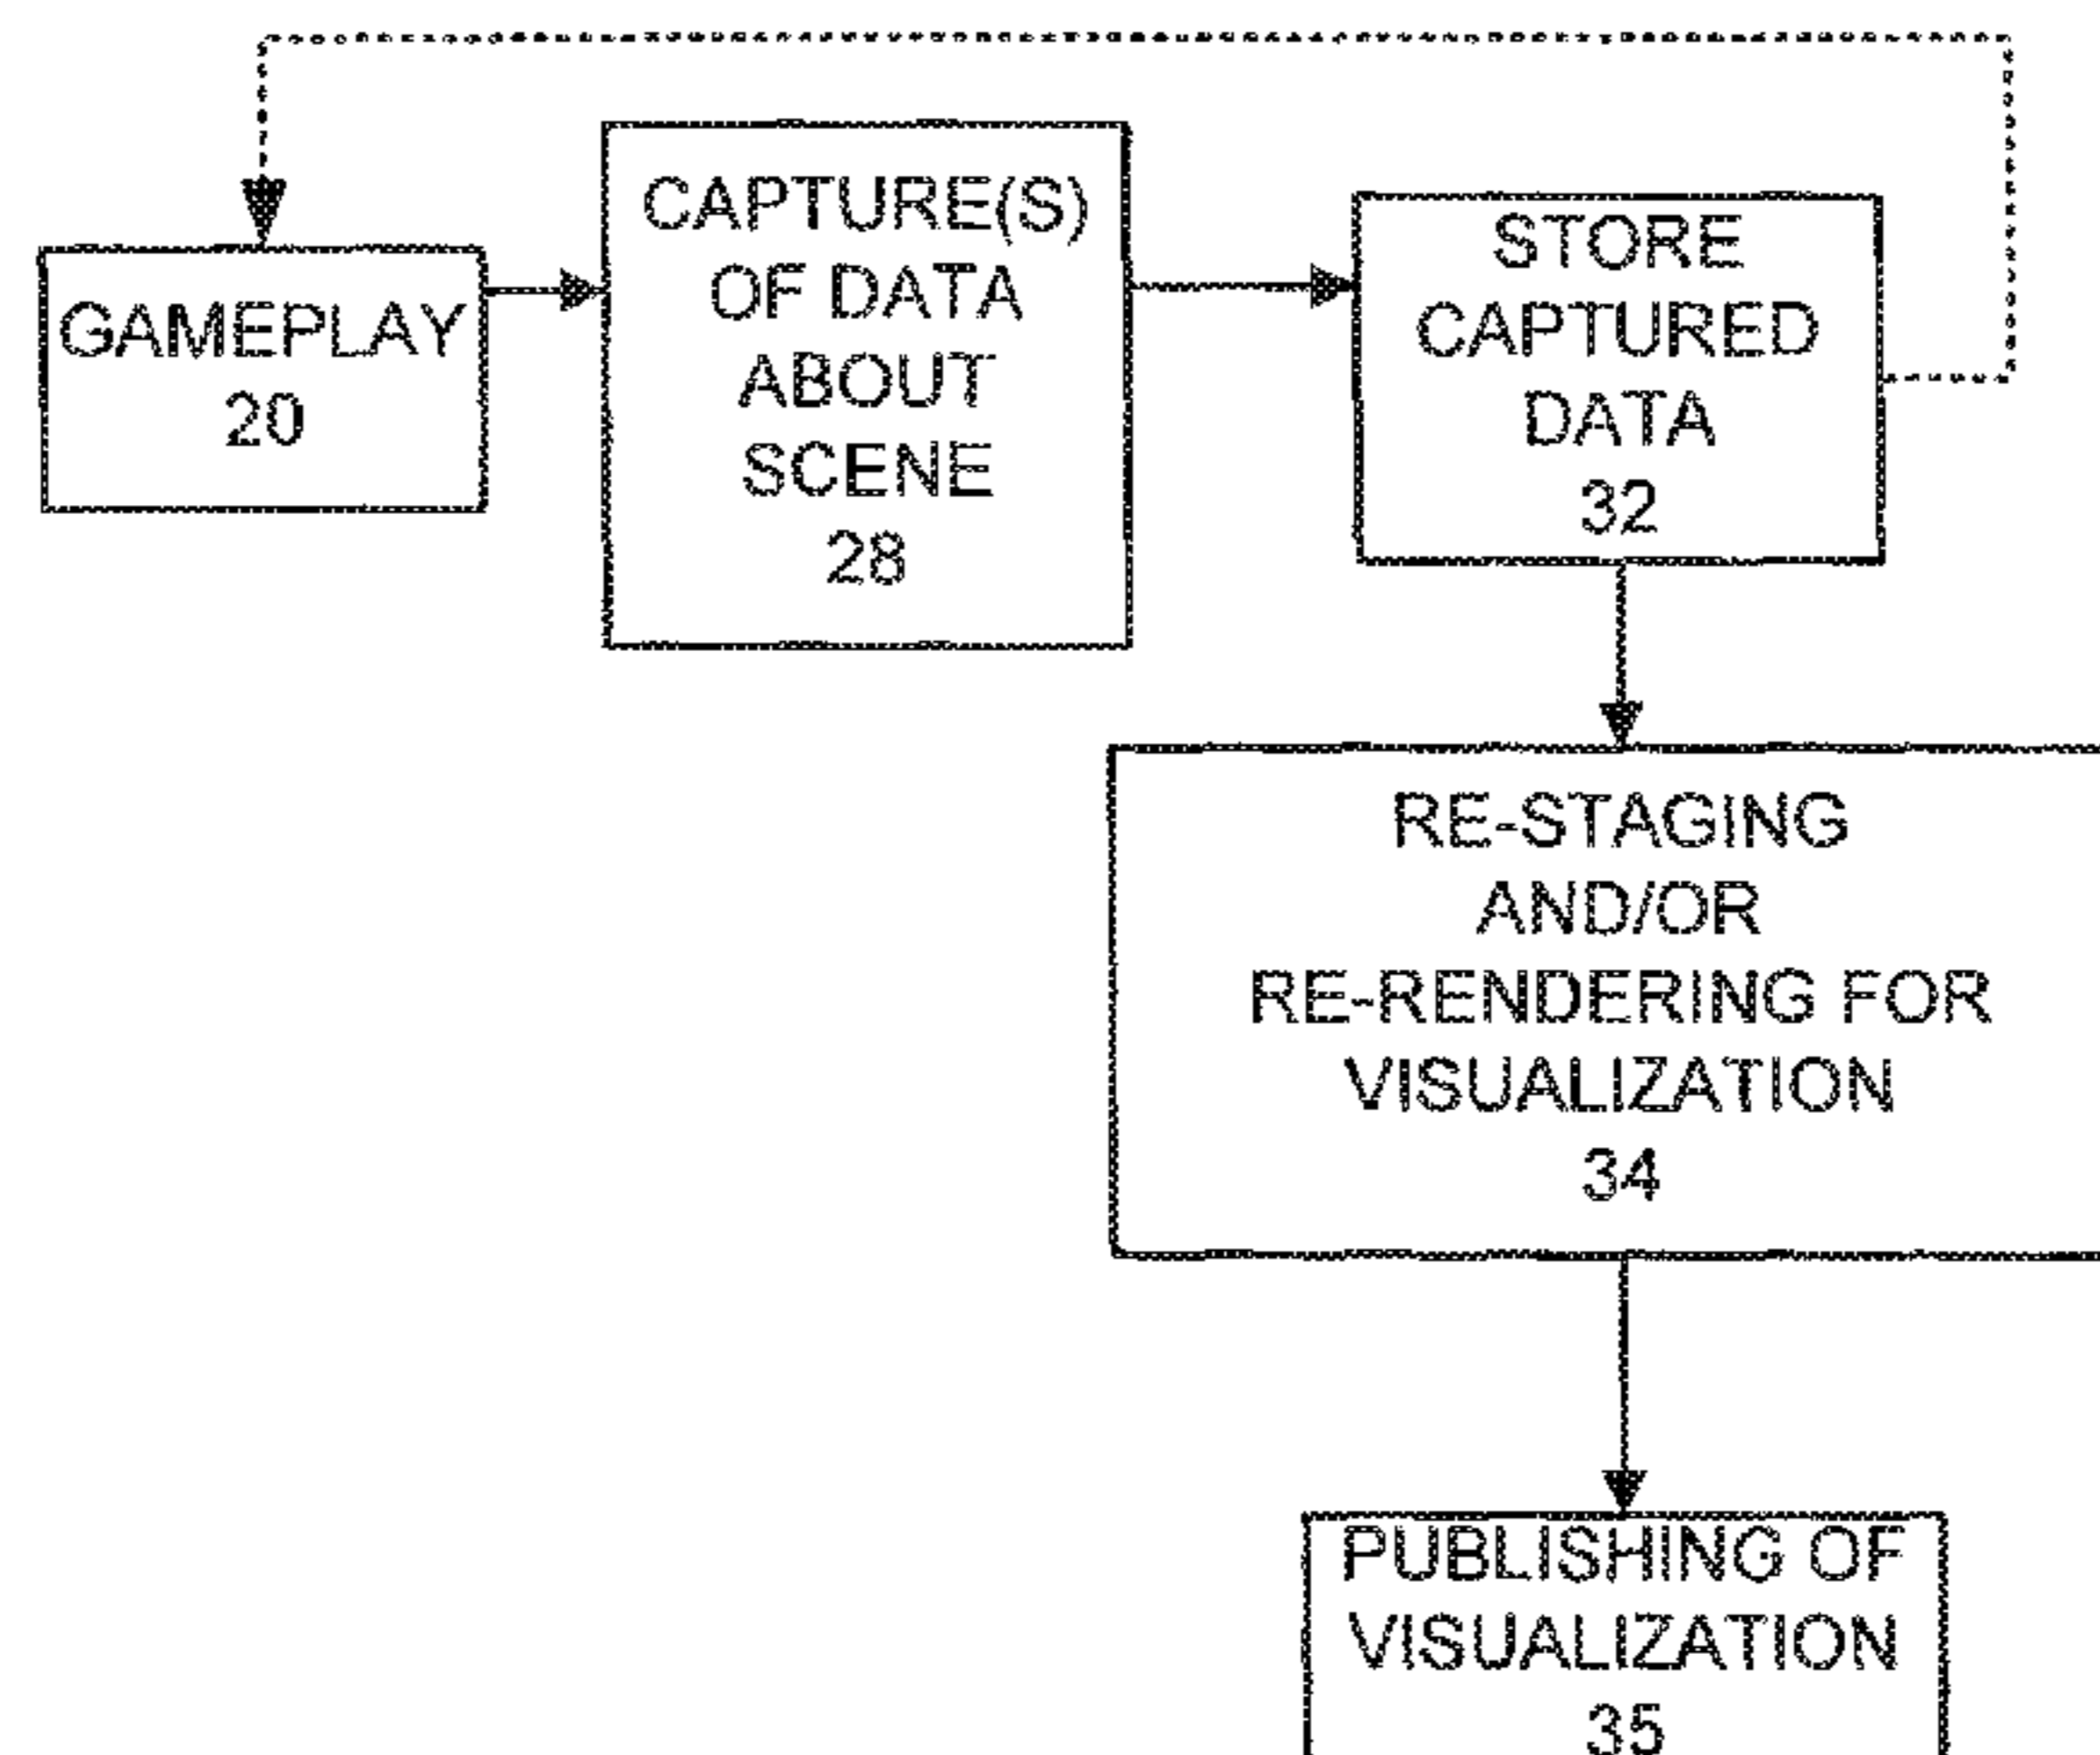 GAMEPLAY
20
CAPTURE(S)
OF DATA
ABOUT
SCENE
28
STORE
CAPTURED
DATA
32
RE-STAGING
AND/OR
RE-RENDERING FOR
VISUALIZATION
34
PUBLISHING OF
VISUALIZATION
35